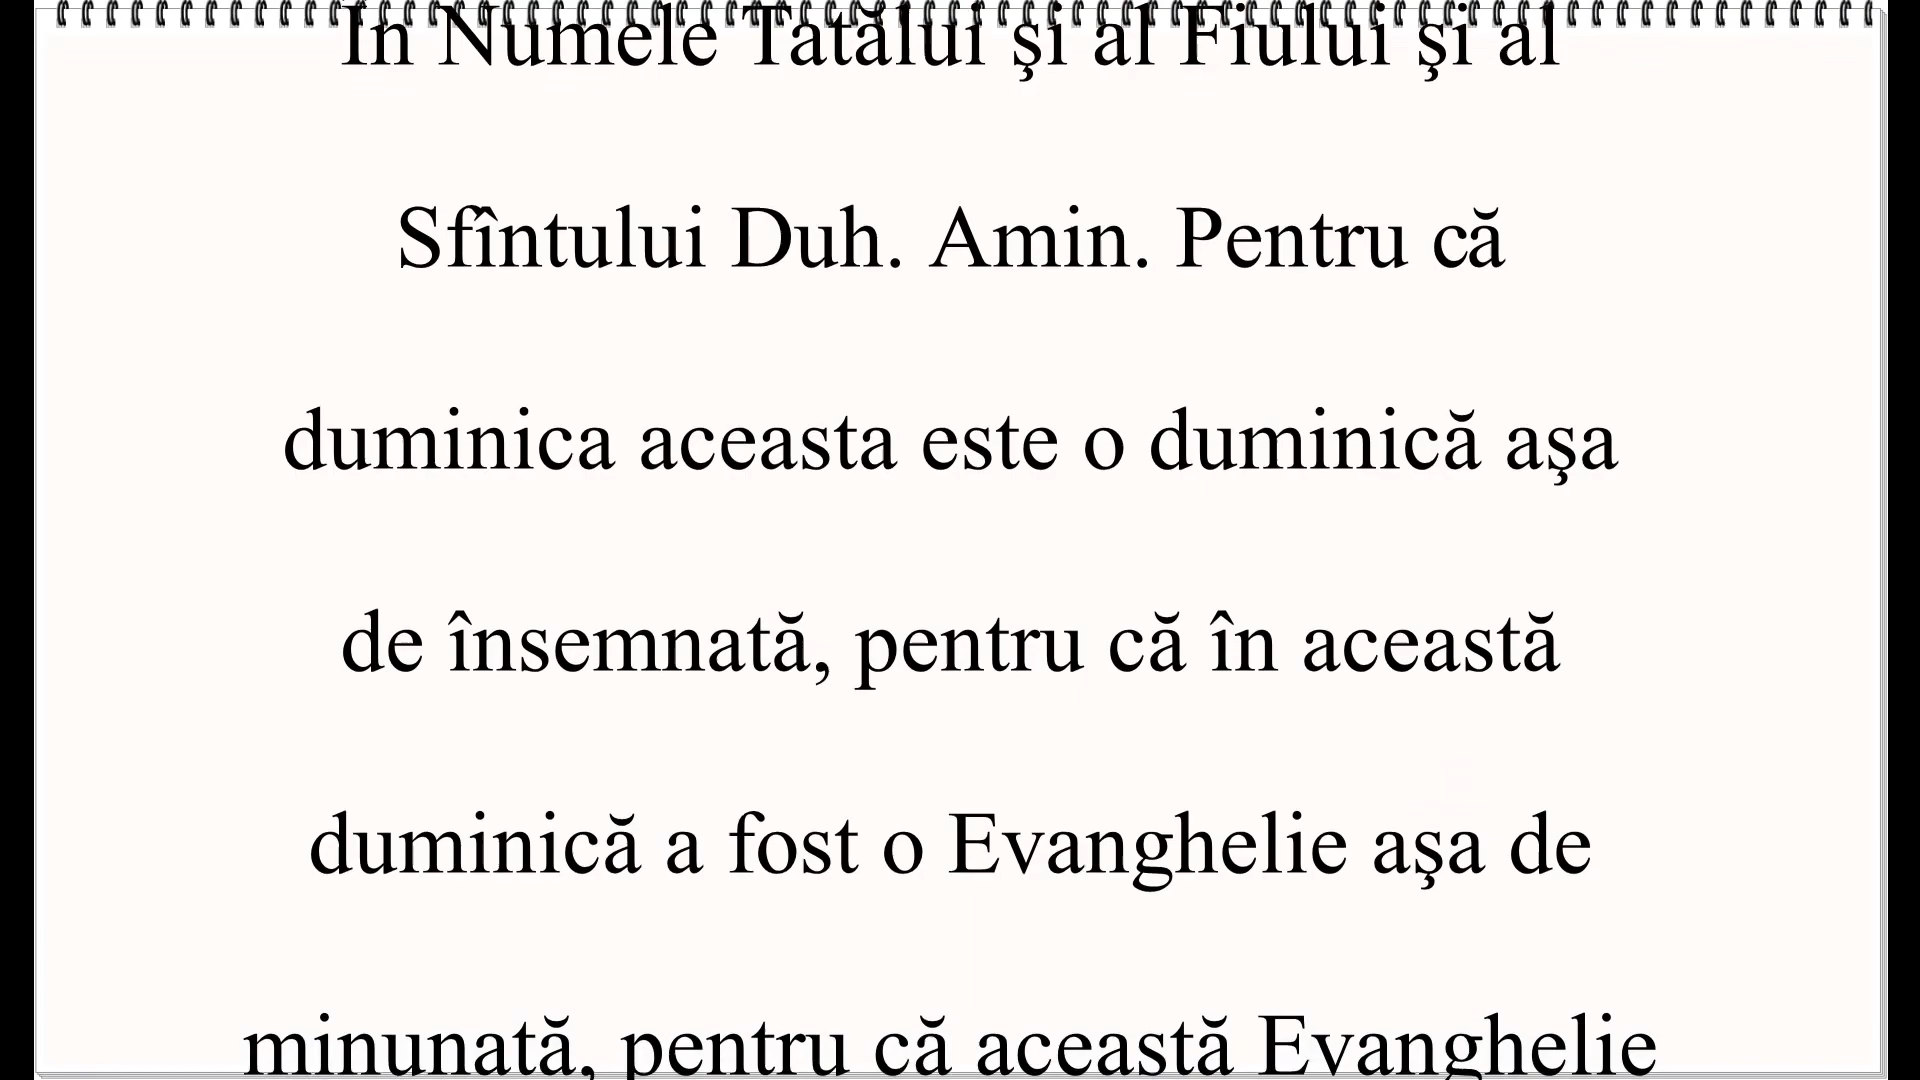 În Numele Tatălui şi al Fiului şi al
Sfîntului Duh. Amin. Pentru că
duminica aceasta este o duminică aşa
de însemnată, pentru că în această
duminică a fost o Evanghelie aşa de
minunată, pentru că această Evanghelie